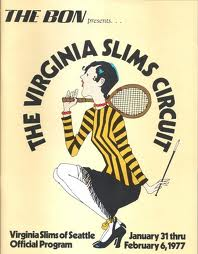 THE BON presents...
THE VIRGINIA SLIMS CIRCUIT
Virginia Slims of Seattle
Official Program
January 31 thru
February 6, 1977